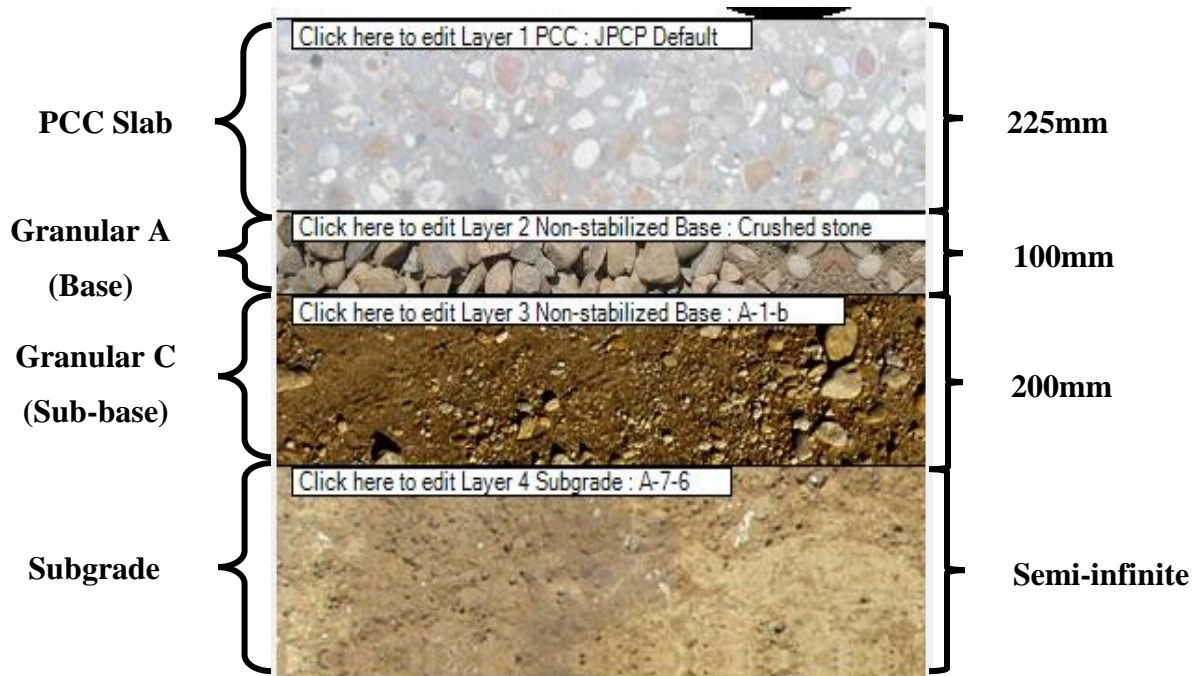 Click here to edit Layer 1 PCC : JPCP Default
PCC Slab
225mm
Granular A
(Base)
Click here to edit Layer 2 Non-stabilized Base : Crushed stone
100mm
Click here to edit Layer 3 Non-stabilized Base : A-1-b
Granular C
(Sub-base)
200mm
Click here to edit Layer 4 Subgrade : A-7-6
Subgrade
Semi-infinite